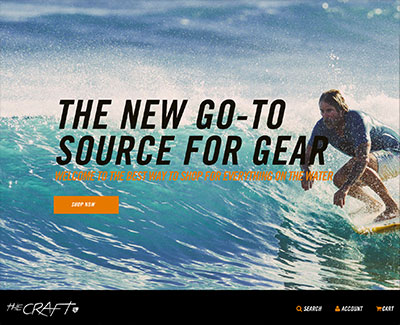 THE NEW GO-TO
SOURCE FOR GEAR
WELCOME TO THE BEST WAY TO SHOP FOR EVERYTHING ON THE WATER
SHOP NOW
THE CRAFT
SEARCH
ACCOUNT
CART